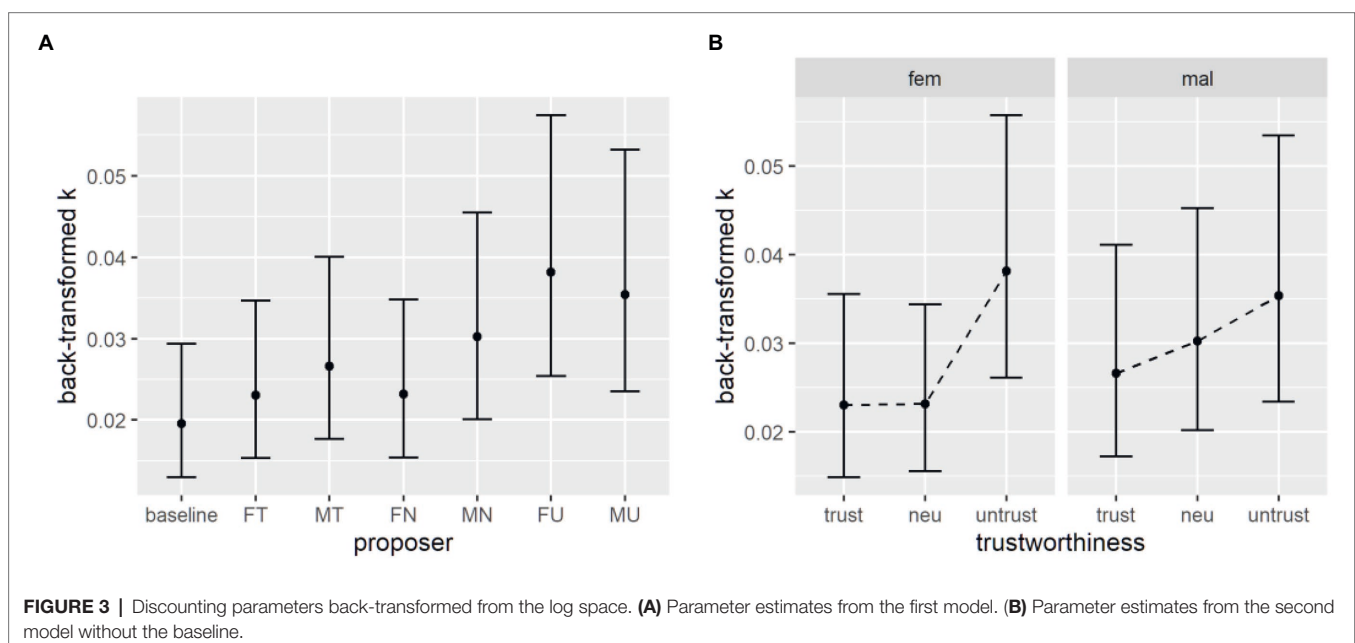 A
back-transformed k
0.05
0.04
0.03
0.02
baseline FT MT FN MN FU MU
proposer
B
fem mal
back-transformed k
0.05
0.04
0.03
0.02
trust neu untrust trust neu untrust
trustworthiness
FIGURE 3 | Discounting parameters back-transformed from the log space. (A) Parameter estimates from the first model. (B) Parameter estimates from the second
model without the baseline.